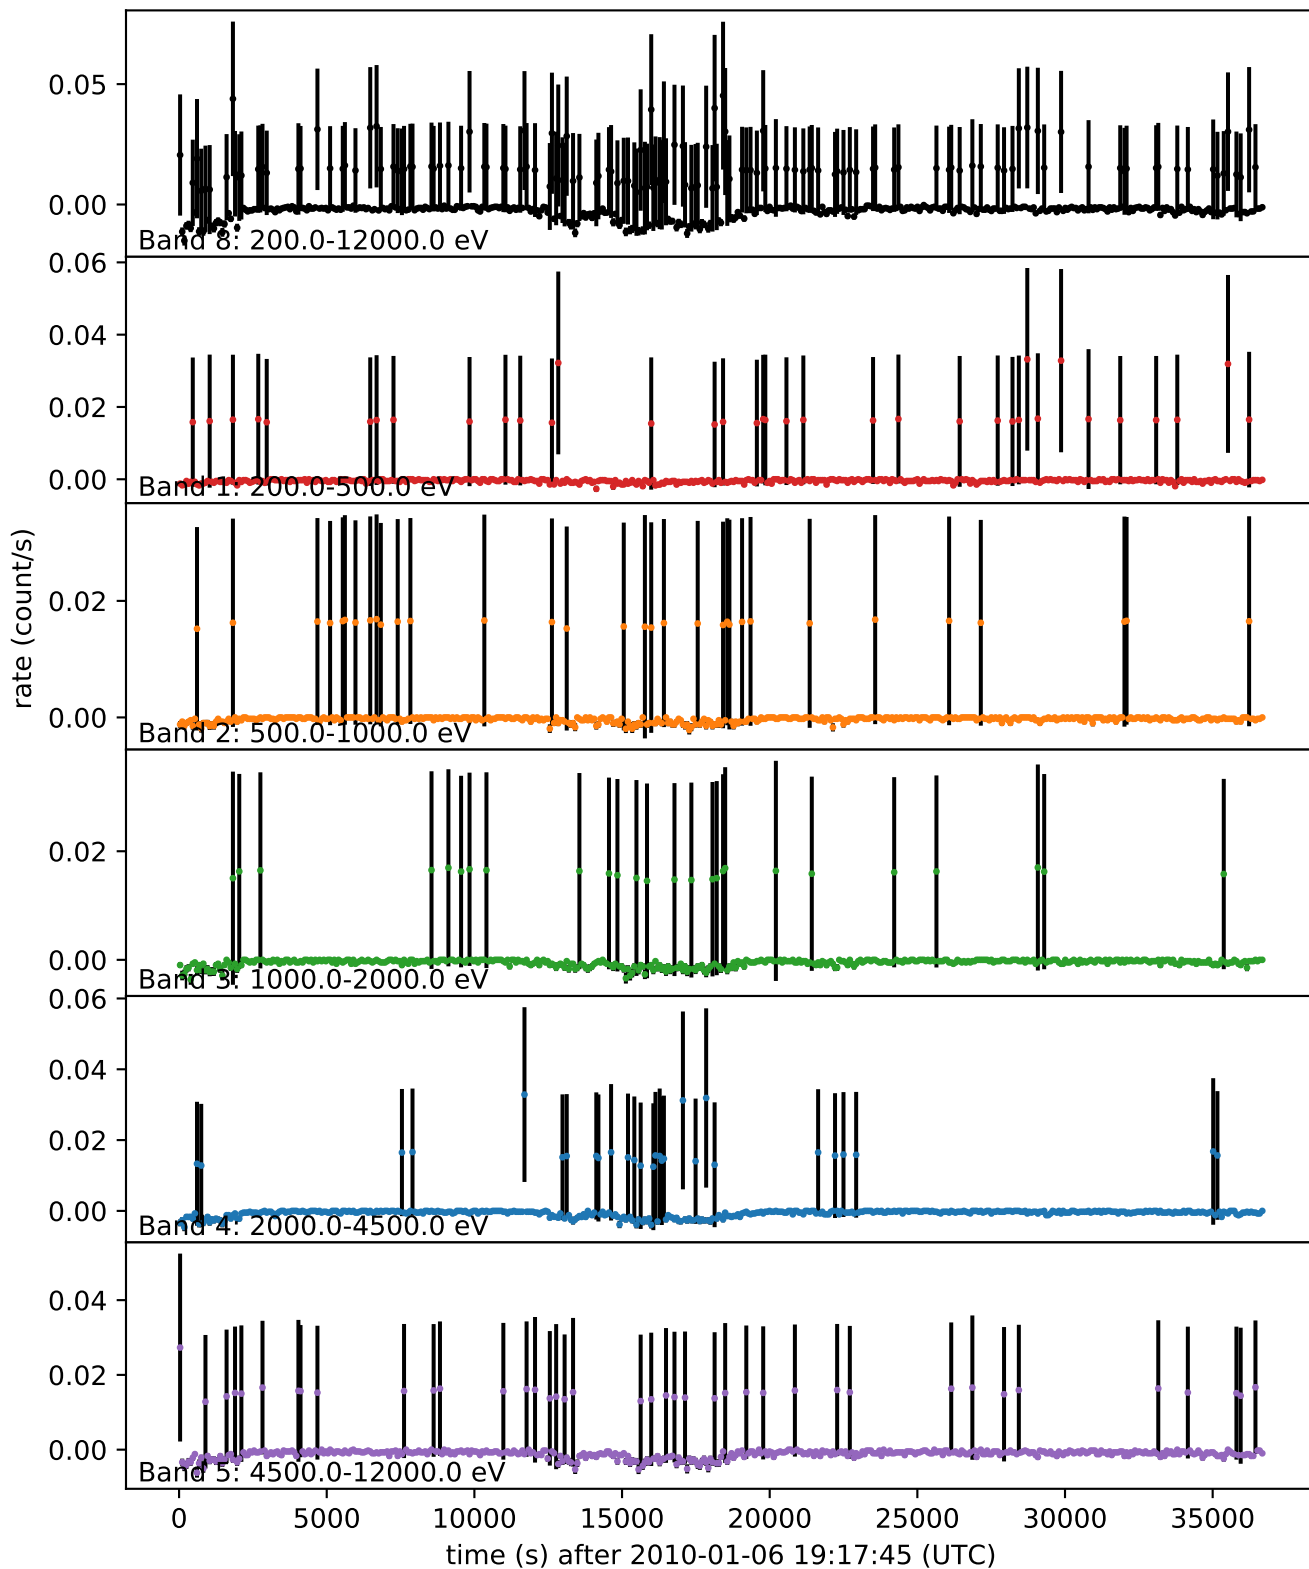 0.05
0.00
Band 8: 200.0-12000.0 eV
0.06
0.04
0.02
0.00
Band 1: 200.0-500.0 eV
rate (count/s)
0.02
0.00
Band 2: 500.0-1000.0 eV
0.02
0.00
Band 3: 1000.0-2000.0 eV
0.06
0.04
0.02
0.00
Band 4: 2000.0-4500.0 eV
0.04
0.02
0.00
Band 5: 4500.0-12000.0 eV
0 5000 10000 15000 20000 25000 30000 35000
time (s) after 2010-01-06 19:17:45 (UTC)